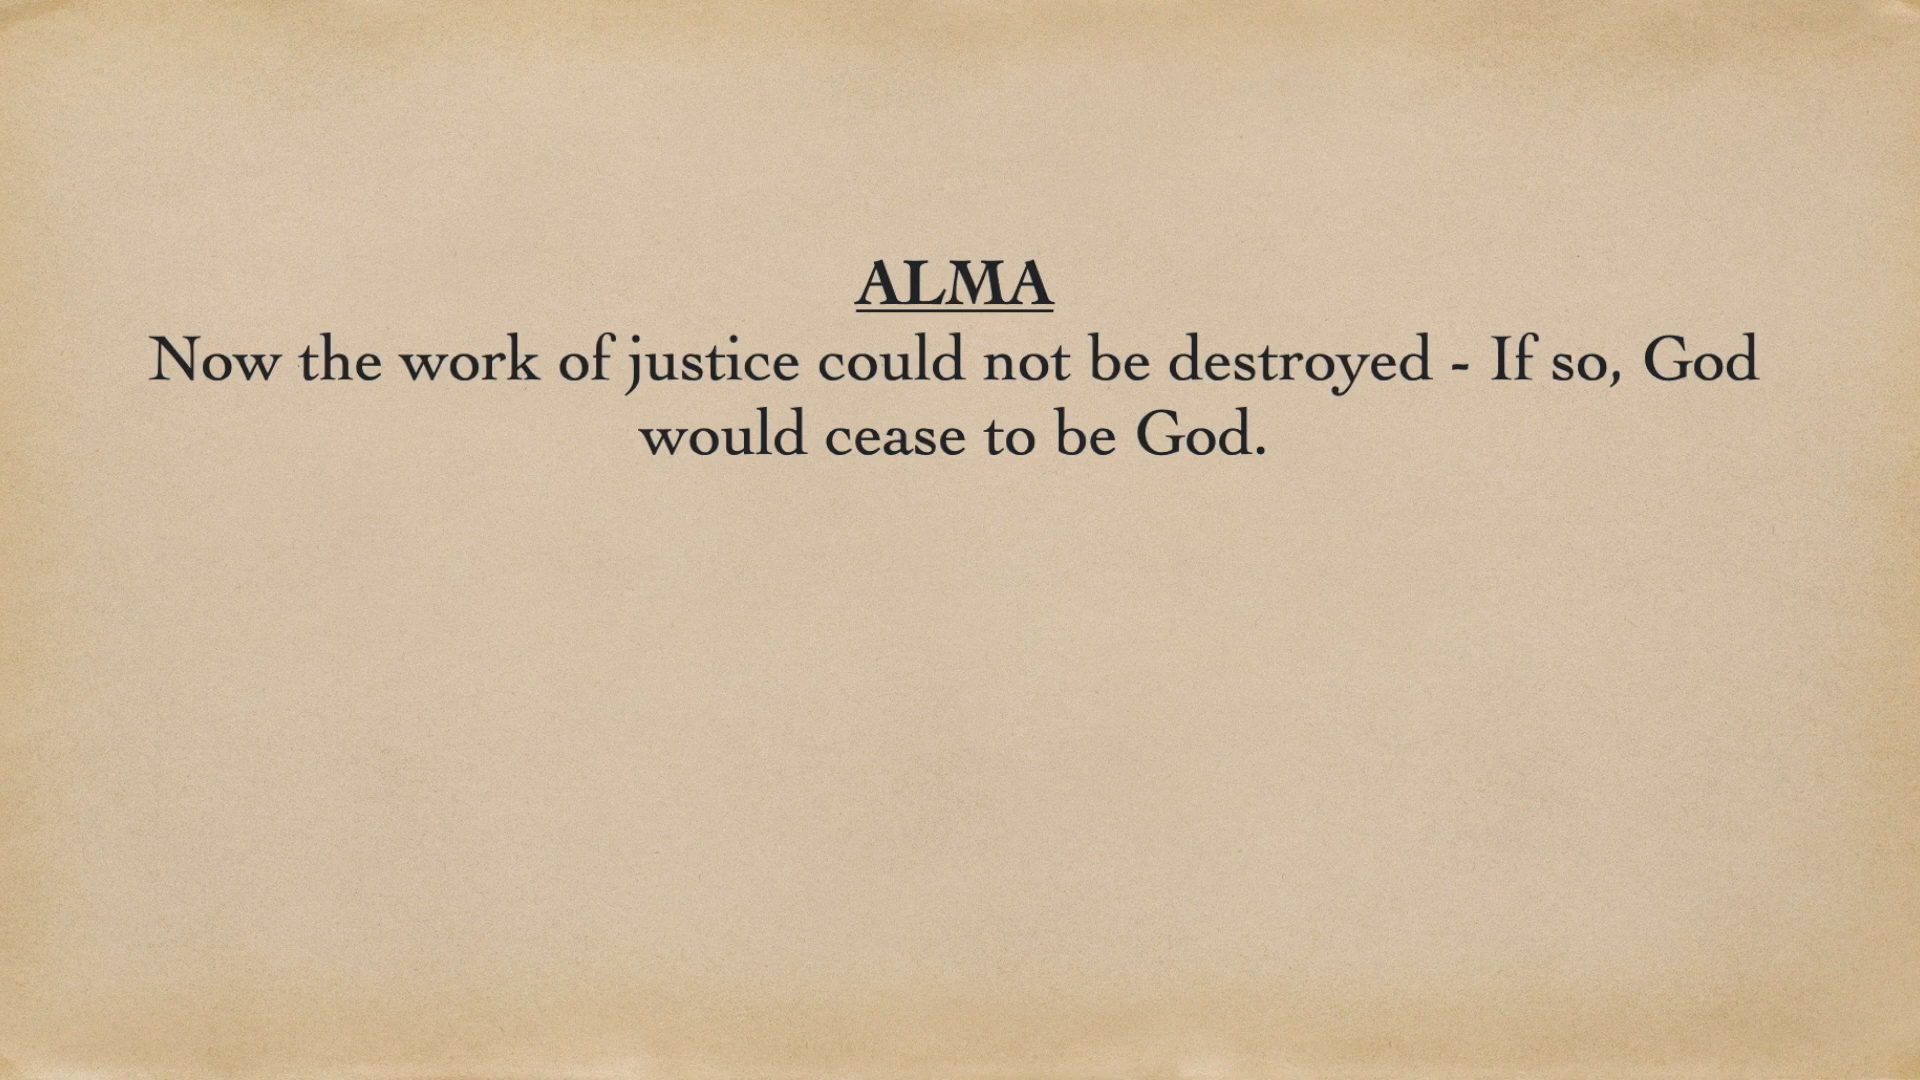 ALMA
Now the work of justice could not be destroyed - If so, God
would cease to be God.